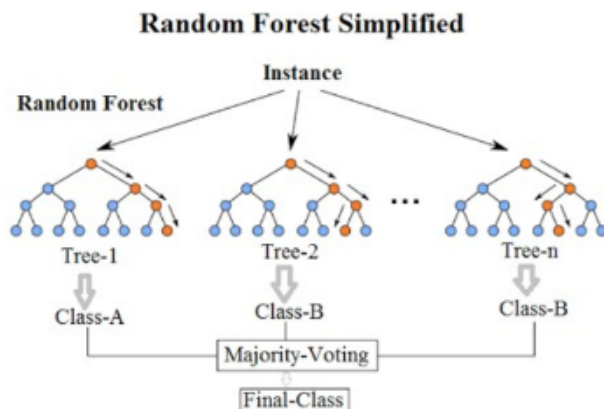 Random Forest Simplified
Instance
Random Forest
...
Tree-1 Tree-2 Tree-n
Class-A Class-B Class-B
Majority-Voting
Final-Class